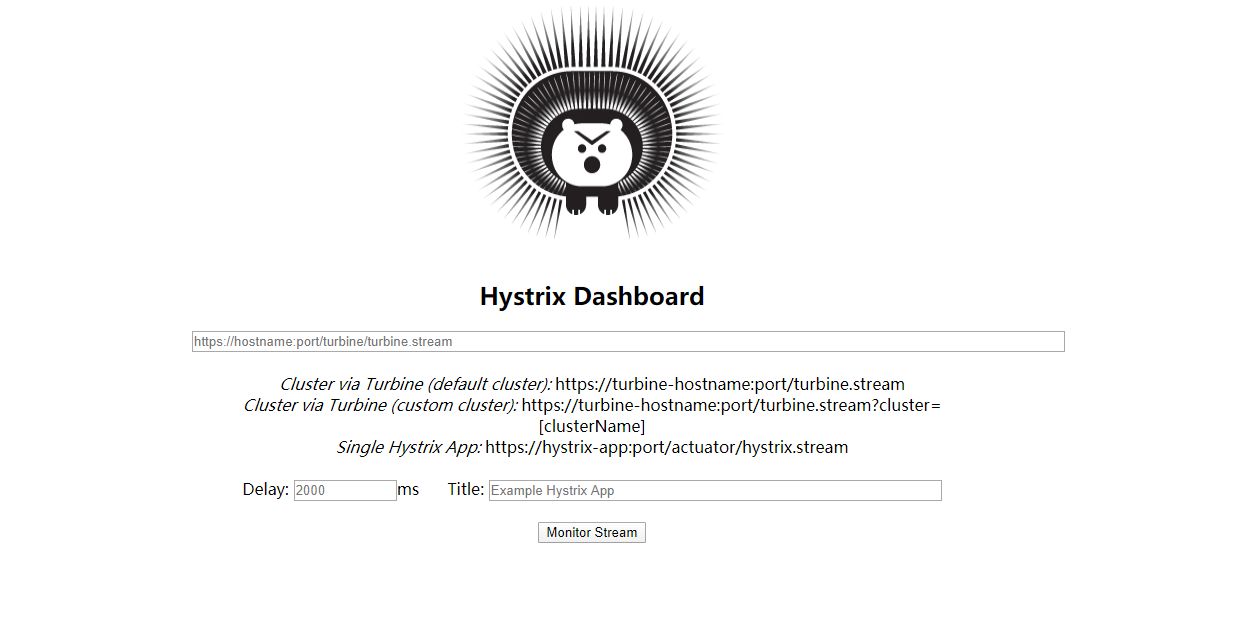 Hystrix Dashboard
https://hostname:port/turbine/turbine.stream
Cluster via Turbine (default cluster): https://turbine-hostname:port/turbine.stream
Cluster via Turbine (custom cluster): https://turbine-hostname:port/turbine.stream?cluster=
[clusterName]
Single Hystrix App: https://hystrix-app:port/actuator/hystrix.stream
Delay: 2000 ms Title: Example Hystrix App
Monitor Stream